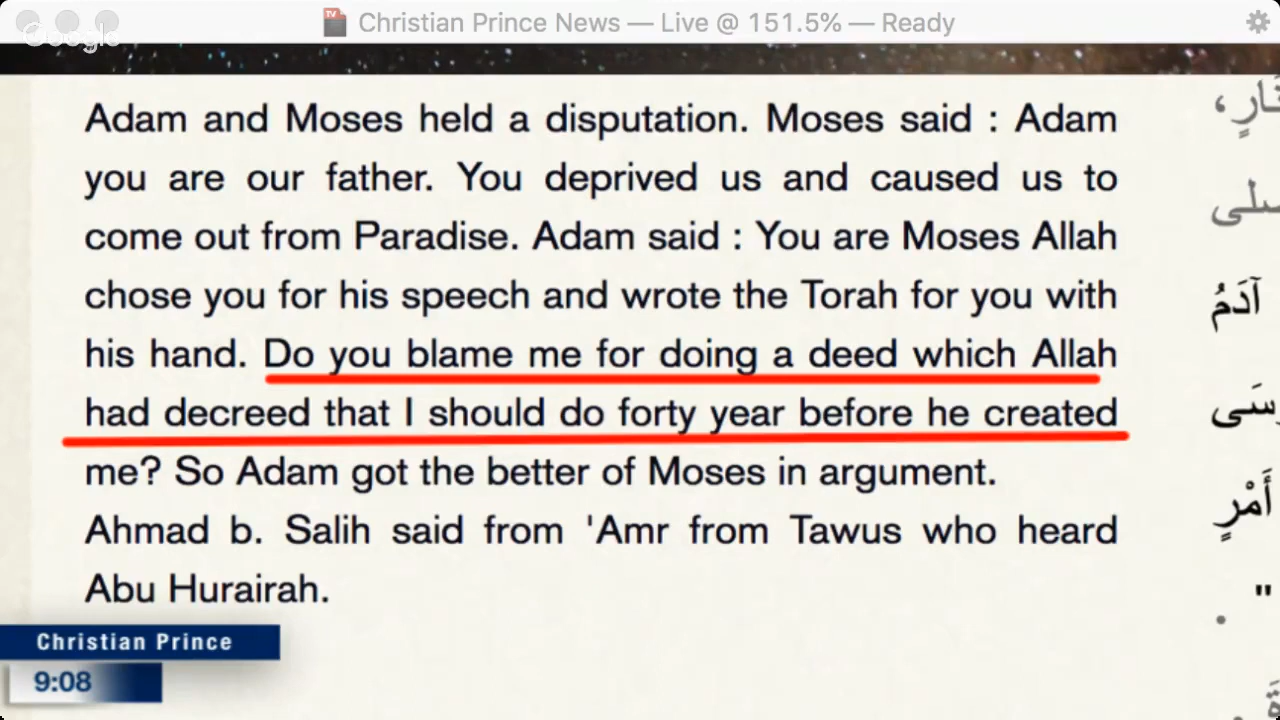 Christian Prince News — Live @ 151.5% — Ready
Google
Adam and Moses held a disputation. Moses said : Adam
you are our father. You deprived us and caused us to
come out from Paradise. Adam said : You are Moses Allah
chose you for his speech and wrote the Torah for you with
his hand. Do you blame me for doing a deed which Allah
had decreed that I should do forty year before he created
me? So Adam got the better of Moses in argument.
Ahmad b. Salih said from 'Amr from Tawus who heard
Abu Hurairah.
آدَمُ
أَمْرٍ
" .
Christian Prince
9:08